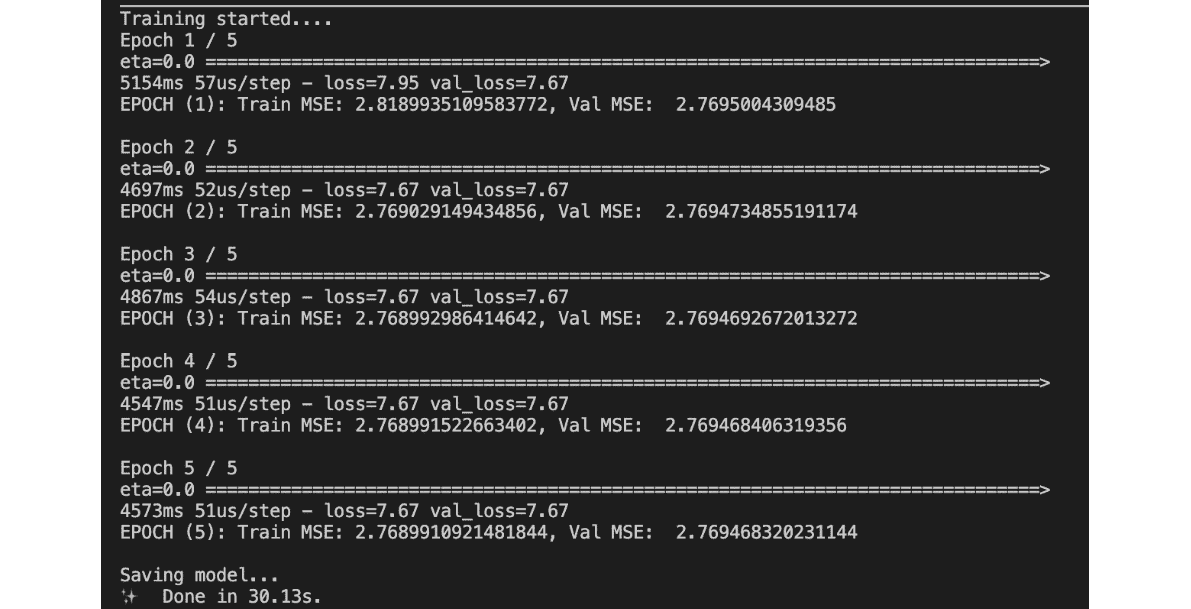 Training started....
Epoch 1 / 5
eta=0.0 ==============================================================================>
5154ms 57us/step - loss=7.95 val_loss=7.67
EPOCH (1): Train MSE: 2.8189935109583772, Val MSE:  2.7695004309485

Epoch 2 / 5
eta=0.0 ==============================================================================>
4697ms 52us/step - loss=7.67 val_loss=7.67
EPOCH (2): Train MSE: 2.769029149434856, Val MSE:  2.7694734855191174

Epoch 3 / 5
eta=0.0 ==============================================================================>
4867ms 54us/step - loss=7.67 val_loss=7.67
EPOCH (3): Train MSE: 2.768992986414642, Val MSE:  2.7694692672013272

Epoch 4 / 5
eta=0.0 ==============================================================================>
4547ms 51us/step - loss=7.67 val_loss=7.67
EPOCH (4): Train MSE: 2.768991522663402, Val MSE:  2.769468406319356

Epoch 5 / 5
eta=0.0 ==============================================================================>
4573ms 51us/step - loss=7.67 val_loss=7.67
EPOCH (5): Train MSE: 2.7689910921481844, Val MSE:  2.769468320231144

Saving model...
✨  Done in 30.13s.